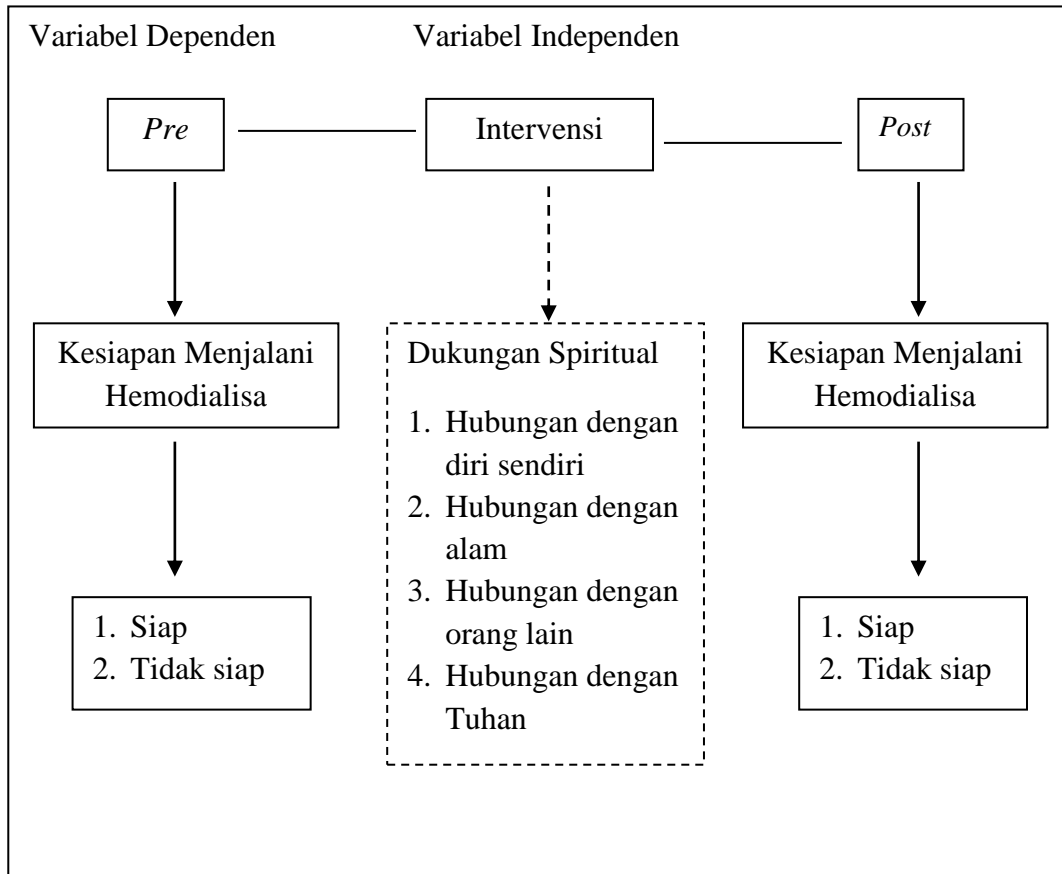 Variabel Dependen
Variabel Independen
Pre
Intervensi
Post
Kesiapan Menjalani
Hemodialisa
Dukungan Spiritual
1. Hubungan dengan
diri sendiri
2. Hubungan dengan
alam
3. Hubungan dengan
orang lain
4. Hubungan dengan
Tuhan
Kesiapan Menjalani
Hemodialisa
1. Siap
2. Tidak siap
1. Siap
2. Tidak siap